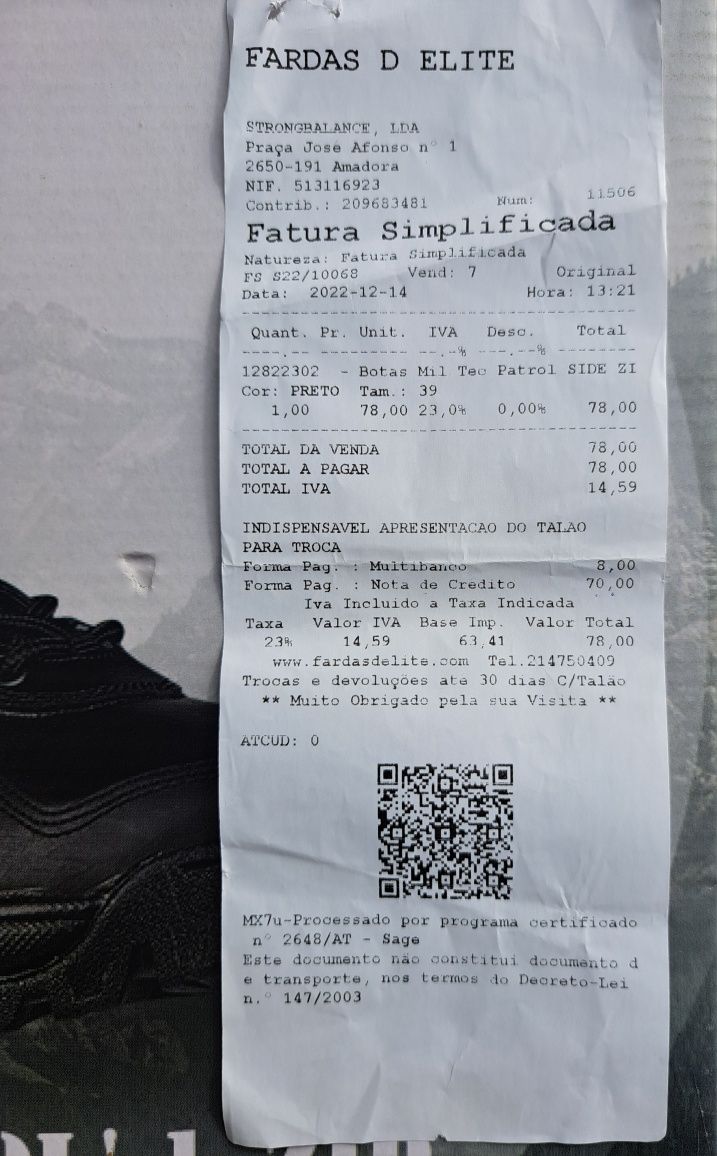 FARDAS D ELITE
STRONGBALANCE, LDA
Praça Jose Afonso nº 1
2650-191 Amadora
NIF. 513116923
Contrib.: 209683481 Num: 11506
Fatura Simplificada
Natureza: Fatura Simplificada
FS S22/10068 Vend: 7 Original
Data: 2022-12-14 Hora: 13:21
Quant. Pr. Unit. IVA Desc. Total
12822302 - Botas Mil Tec Patrol SIDE ZI
Cor: PRETO Tam.: 39
1,00 78,00 23,0% 0,00% 78,00
TOTAL DA VENDA 78,00
TOTAL A PAGAR 78,00
TOTAL IVA 14,59
INDISPENSAVEL APRESENTACAO DO TALAO
PARA TROCA
Forma Pag. : Multibanco 8,00
Forma Pag. : Nota de Credito 70,00
Iva Incluido a Taxa Indicada
Taxa Valor IVA Base Imp. Valor Total
23% 14,59 63,41 78,00
www.fardasdelite.com Tel.214750409
Trocas e devoluções ate 30 dias C/Talão
** Muito Obrigado pela sua Visita **
ATCUD: 0
MX7u-Processado por programa certificado
nº 2648/AT - Sage
Este documento não constitui documento d
e transporte, nos termos do Decreto-Lei
n.º 147/2003